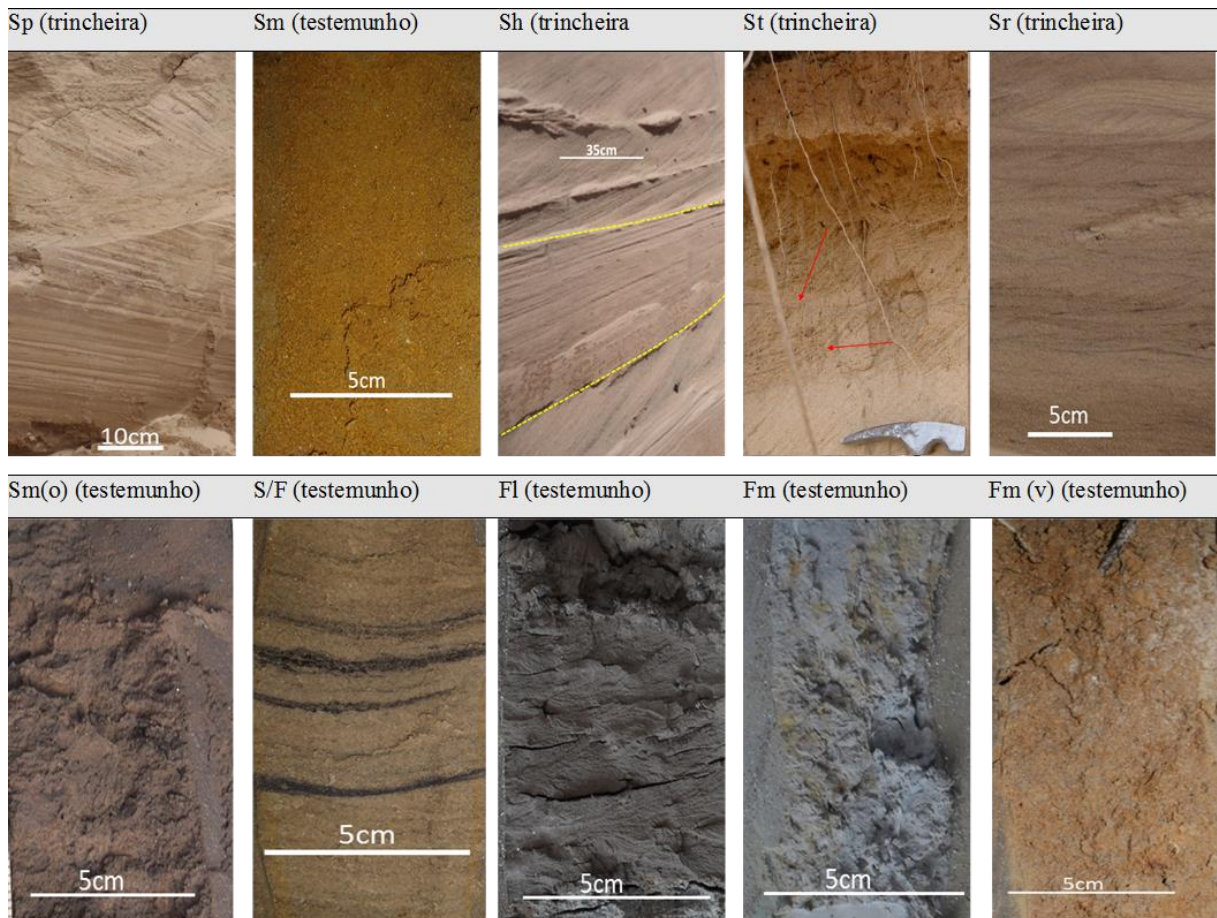 Sp (trincheira)
Sm (testemunho)
Sh (trincheira
St (trincheira)
Sr (trincheira)
10cm
5cm
35cm
5cm
Sm(o) (testemunho)
S/F (testemunho)
Fl (testemunho)
Fm (testemunho)
Fm (v) (testemunho)
5cm
5cm
5cm
5cm
5cm